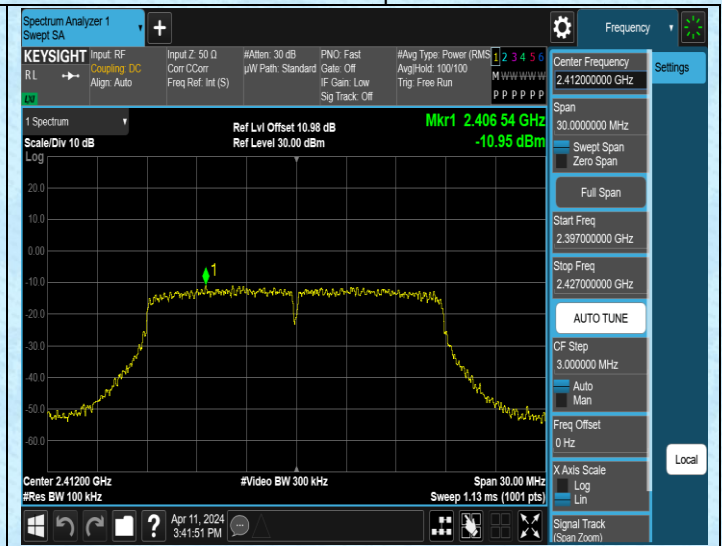 Spectrum Analyzer 1
Swept SA
Frequency
KEYSIGHT
RL
Input: RF
Coupling: DC
Align: Auto
Input Z: 50 Ω
Corr CCorr
Freq Ref: Int (S)
#Atten: 30 dB
µW Path: Standard
PNO: Fast
Gate: Off
IF Gain: Low
Sig Track: Off
#Avg Type: Power (RMS
Avg|Hold: 100/100
Trig: Free Run
1 2 3 4 5 6
M W W W W W
P P P P P P
1 Spectrum
Scale/Div 10 dB
Log
Ref Lvl Offset 10.98 dB
Ref Level 30.00 dBm
Mkr1 2.406 54 GHz
-10.95 dBm
20.0
10.0
0.00
-10.0
-20.0
-30.0
-40.0
-50.0
-60.0
1
Center 2.41200 GHz
#Res BW 100 kHz
#Video BW 300 kHz
Span 30.00 MHz
Sweep 1.13 ms (1001 pts)
Apr 11, 2024
3:41:51 PM
?
Center Frequency
2.412000000 GHz
Settings
Span
30.0000000 MHz
Swept Span
Zero Span
Full Span
Start Freq
2.397000000 GHz
Stop Freq
2.427000000 GHz
AUTO TUNE
CF Step
3.000000 MHz
Auto
Man
Freq Offset
0 Hz
X Axis Scale
Log
Lin
Local
Signal Track
(Span Zoom)